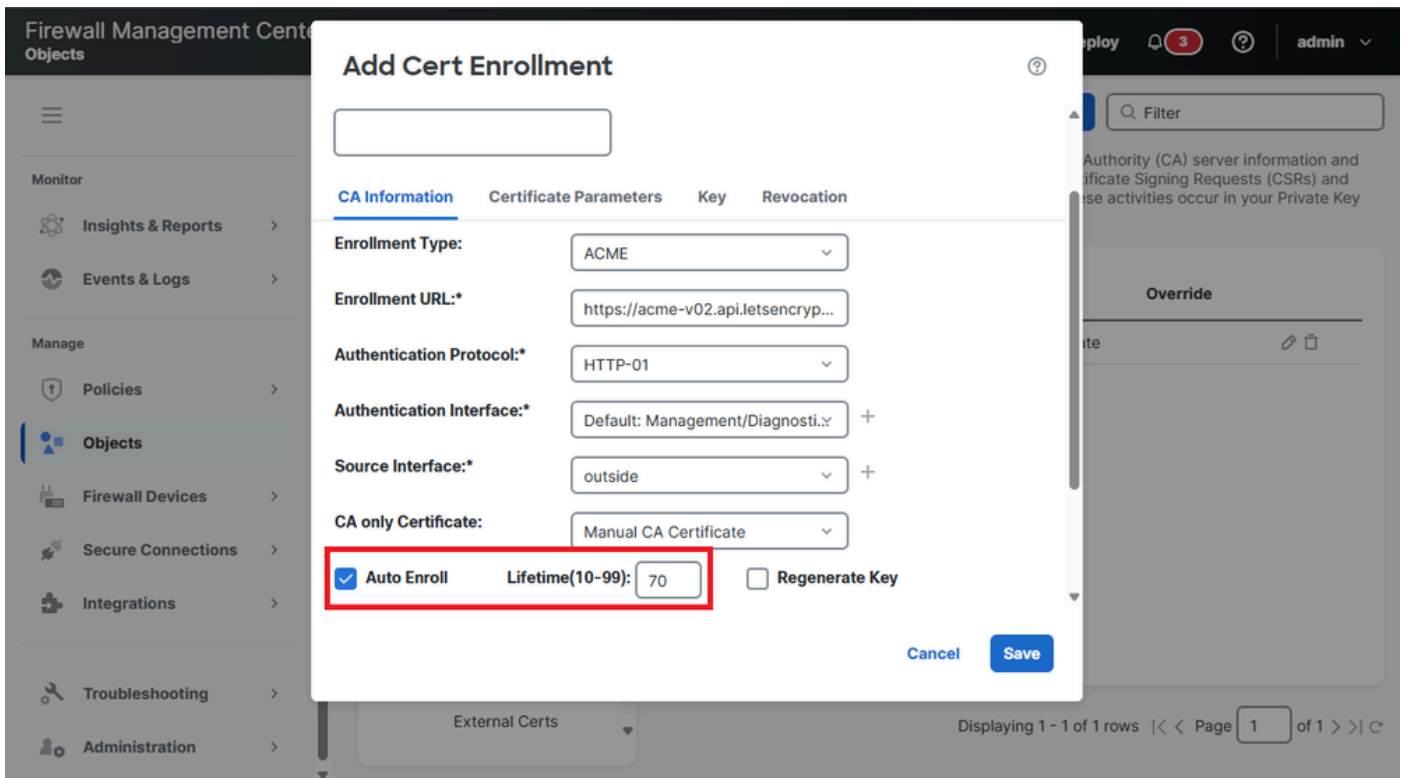 Firewall Management Cente
Objects
eploy
3
admin
Monitor
Insights & Reports
Events & Logs
Manage
Policies
Objects
Firewall Devices
Secure Connections
Integrations
Troubleshooting
Administration
Add Cert Enrollment
CA Information Certificate Parameters Key Revocation
Enrollment Type: ACME
Enrollment URL:* https://acme-v02.api.letsencryp...
Authentication Protocol:* HTTP-01
Authentication Interface:* Default: Management/Diagnosti...
Source Interface:* outside
CA only Certificate: Manual CA Certificate
Auto Enroll Lifetime(10-99): 70 Regenerate Key
Cancel Save
Filter
Authority (CA) server information and
tificate Signing Requests (CSRs) and
ese activities occur in your Private Key
Override
ate
External Certs
Displaying 1 - 1 of 1 rows |< < Page 1 of 1 > >|